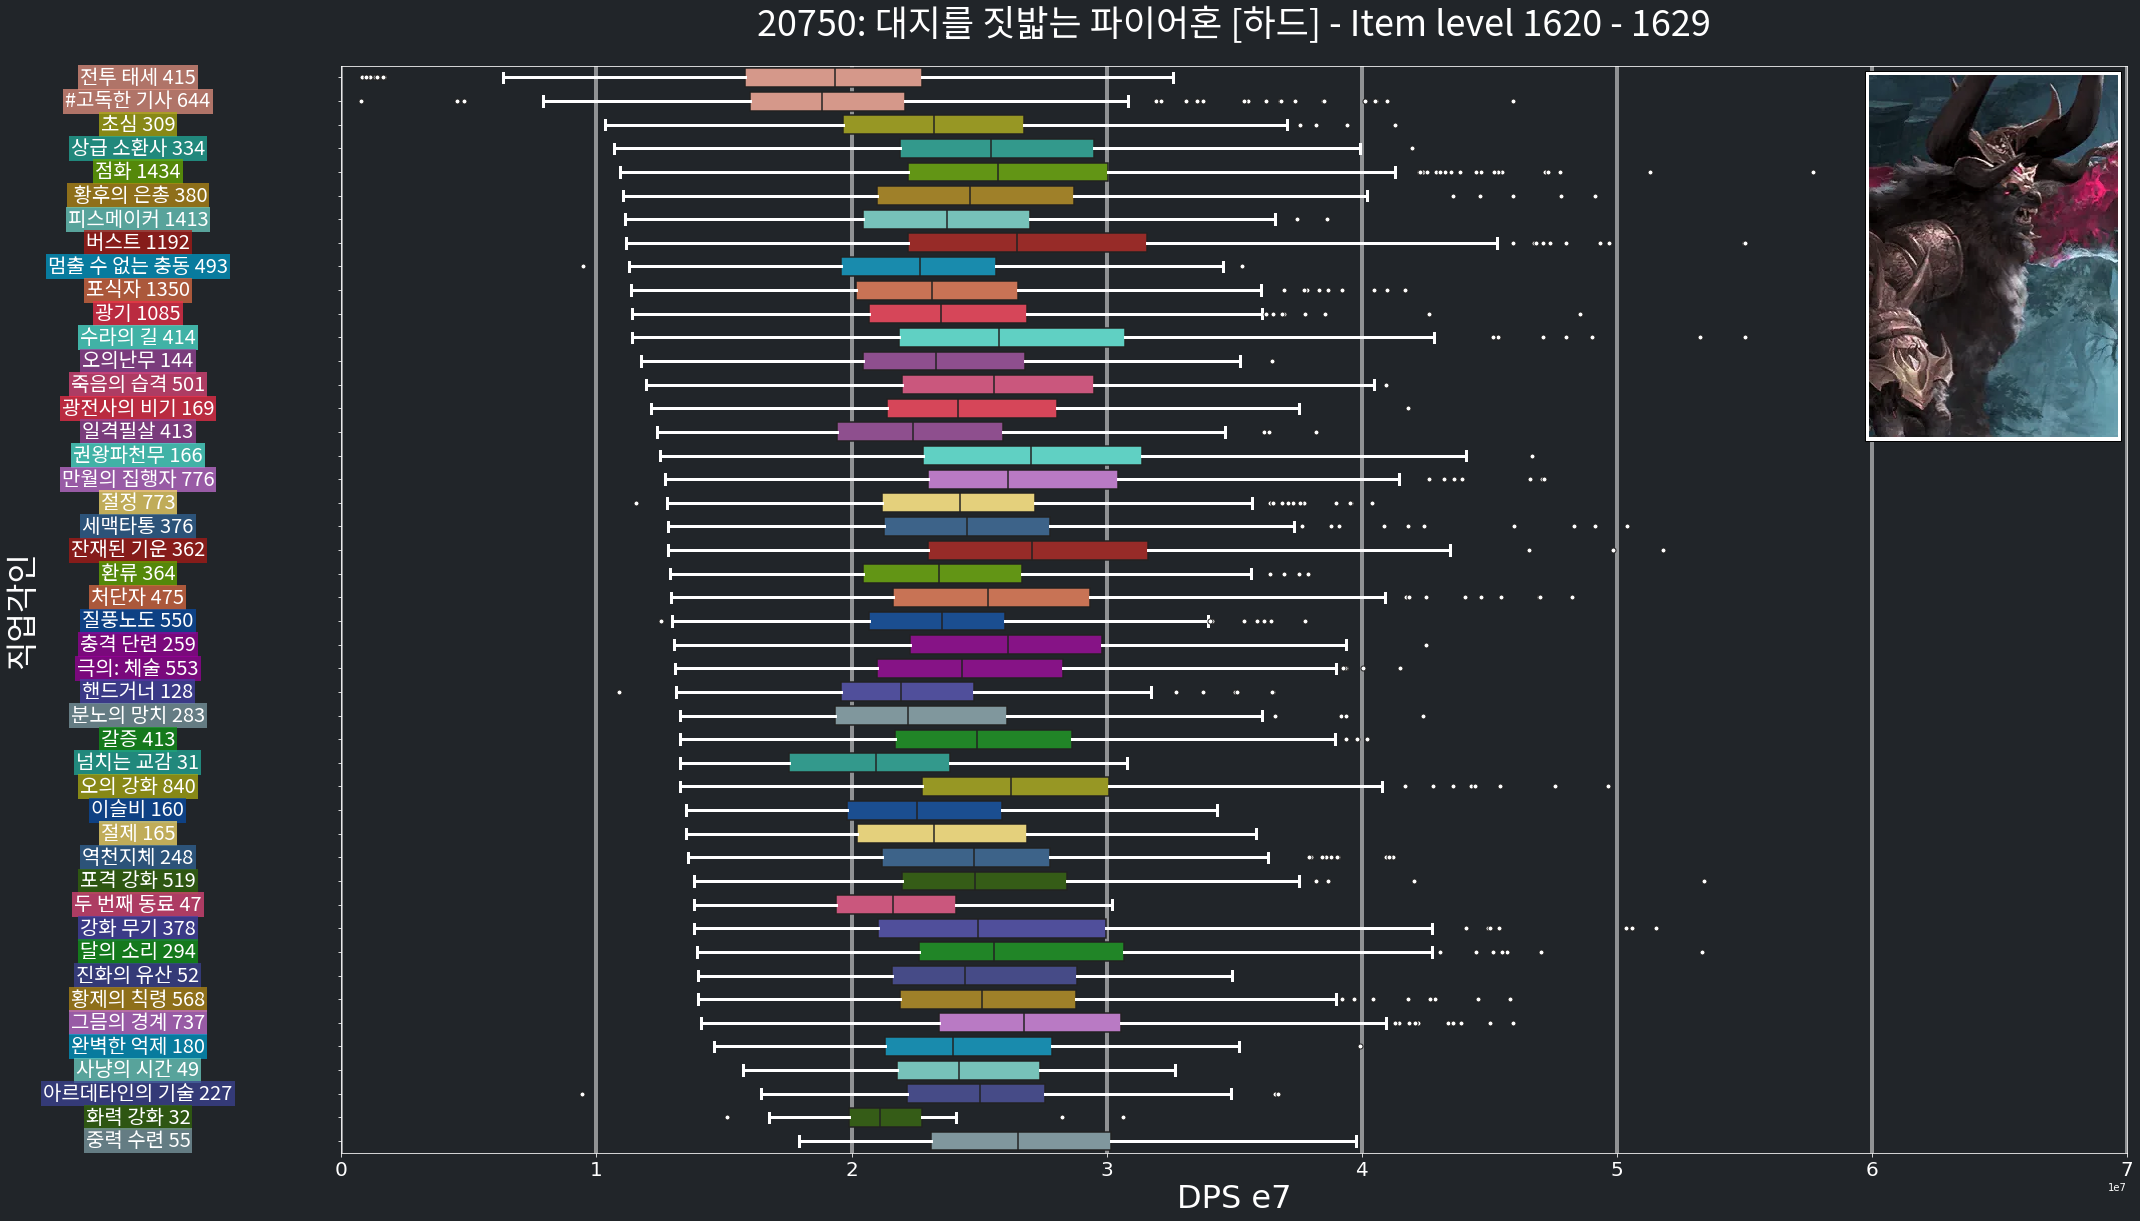 20750: 대지를 짓밟는 파이어혼 [하드] - Item level 1620 - 1629
직업각인
전투 태세 415
#고독한 기사 644
초심 309
상급 소환사 334
점화 1434
황후의 은총 380
피스메이커 1413
버스트 1192
멈출 수 없는 충동 493
포식자 1350
광기 1085
수라의 길 414
오의난무 144
죽음의 습격 501
광전사의 비기 169
일격필살 413
권왕파천무 166
만월의 집행자 776
절정 773
세맥타통 376
잔재된 기운 362
환류 364
처단자 475
질풍노도 550
충격 단련 259
극의: 체술 553
핸드거너 128
분노의 망치 283
갈증 413
넘치는 교감 31
오의 강화 840
이슬비 160
절제 165
역천지체 248
포격 강화 519
두 번째 동료 47
강화 무기 378
달의 소리 294
진화의 유산 52
황제의 칙령 568
그믐의 경계 737
완벽한 억제 180
사냥의 시간 49
아르데타인의 기술 227
화력 강화 32
중력 수련 55
0 1 2 3 4 5 6 7
1e7
DPS e7